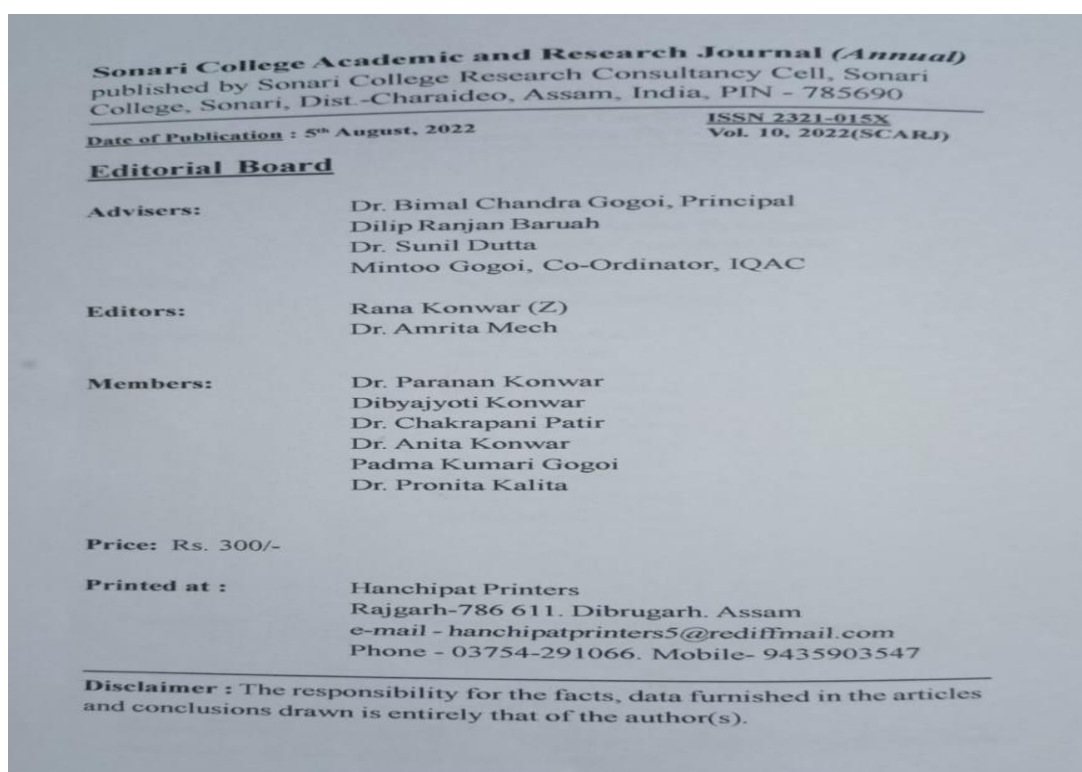 Sonari College Academic and Research Journal (Annual)
published by Sonari College Research Consultancy Cell, Sonari
College, Sonari, Dist.-Charaideo, Assam, India, PIN - 785690
Date of Publication : 5th August, 2022
ISSN 2321-015X
Vol. 10, 2022(SCARJ)
Editorial Board
Advisers: Dr. Bimal Chandra Gogoi, Principal
Dilip Ranjan Baruah
Dr. Sunil Dutta
Mintoo Gogoi, Co-Ordinator, IQAC
Editors: Rana Konwar (Z)
Dr. Amrita Mech
Members: Dr. Paranan Konwar
Dibyajyoti Konwar
Dr. Chakrapani Patir
Dr. Anita Konwar
Padma Kumari Gogoi
Dr. Pronita Kalita
Price: Rs. 300/-
Printed at : Hanchipat Printers
Rajgarh-786 611. Dibrugarh. Assam
e-mail - hanchipatprinters5@rediffmail.com
Phone - 03754-291066. Mobile- 9435903547
Disclaimer : The responsibility for the facts, data furnished in the articles
and conclusions drawn is entirely that of the author(s).